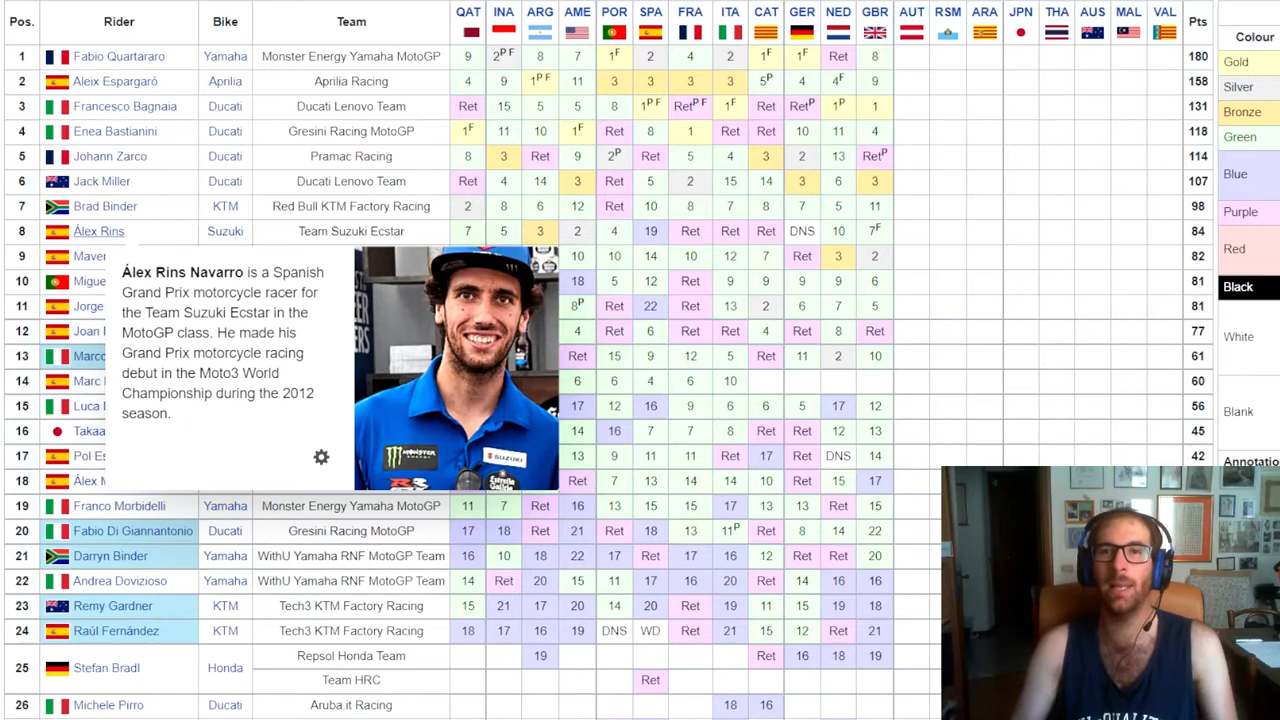 Pos. Rider Bike Team QAT INA ARG AME POR SPA FRA ITA CAT GER NED GBR AUT RSM ARA JPN THA AUS MAL VAL Pts Colour
1 Fabio Quartararo Yamaha Monster Energy Yamaha MotoGP 9 2P F 8 7 1F 2 4 2 1F 1F Ret 8 180 Gold
2 Aleix Espargaró Aprilia Aprilia Racing 4 9 1P F 11 3 3 3 3 5P 4 4F 9 158 Silver
3 Francesco Bagnaia Ducati Ducati Lenovo Team Ret 15 5 5 8 1P F RetP F 1F Ret RetP 1P 1 131 Bronze
4 Enea Bastianini Ducati Gresini Racing MotoGP 1F 11 10 1F Ret 8 1 Ret Ret 10 11 4 118 Green
5 Johann Zarco Ducati Pramac Racing 8 3 Ret 9 2P Ret 5 4 3 2 13 RetP 114 Blue
6 Jack Miller Ducati Ducati Lenovo Team Ret 4 14 3 Ret 5 2 15 14 3 6 3 107
7 Brad Binder KTM Red Bull KTM Factory Racing 2 8 6 12 Ret 10 8 7 8 7 5 11 98 Purple
8 Álex Rins Suzuki Team Suzuki Ecstar 7 5 3 2 4 19 Ret Ret Ret DNS 10 7F 84 Red
9 Maver 10 10 14 10 12 7 Ret 3 2 82
10 Migue 18 5 12 Ret 9 9 9 9 6 81 Black
11 Jorge 8P Ret 22 Ret 13 2 6 7 5 81
12 Joan 4 Ret 6 Ret Ret 4 Ret 8 Ret 77 White
13 Marco Ret 15 9 12 5 Ret 11 2 10 61
14 Marc 6 6 4 6 10 60
15 Luca 17 12 16 9 6 6 5 17 12 56 Blank
16 Takaa 14 16 7 7 8 Ret Ret 12 13 45
17 Pol Es 13 9 11 11 Ret 17 Ret DNS 14 42 Annotatio
18 Álex M Ret 7 13 14 14 10 Ret 15 17
Álex Rins Navarro is a Spanish
Grand Prix motorcycle racer for
the Team Suzuki Ecstar in the
MotoGP class. He made his
Grand Prix motorcycle racing
debut in the Moto3 World
Championship during the 2012
season.
MONSTER
SUZUKI
19 Franco Morbidelli Yamaha Monster Energy Yamaha MotoGP 11 7 Ret 16 13 15 15 17 13 13 Ret 15
20 Fabio Di Giannantonio Ducati Gresini Racing MotoGP 17 18 Ret 21 Ret 18 13 11P Ret 8 14 22
21 Darryn Binder Yamaha WithU Yamaha RNF MotoGP Team 16 10 18 22 17 Ret 17 16 12 Ret Ret 20
22 Andrea Dovizioso Yamaha WithU Yamaha RNF MotoGP Team 14 Ret 20 15 11 17 16 20 Ret 14 16 16
23 Remy Gardner KTM Tech3 KTM Factory Racing 15 21 17 20 14 20 Ret 19 11 15 19 18
24 Raúl Fernández KTM Tech3 KTM Factory Racing 18 17 16 19 DNS WD Ret 21 15 12 Ret 21
25 Stefan Bradl Honda Repsol Honda Team 19 Ret 16 18 19
Team HRC Ret
26 Michele Pirro Ducati Aruba.it Racing 18 16